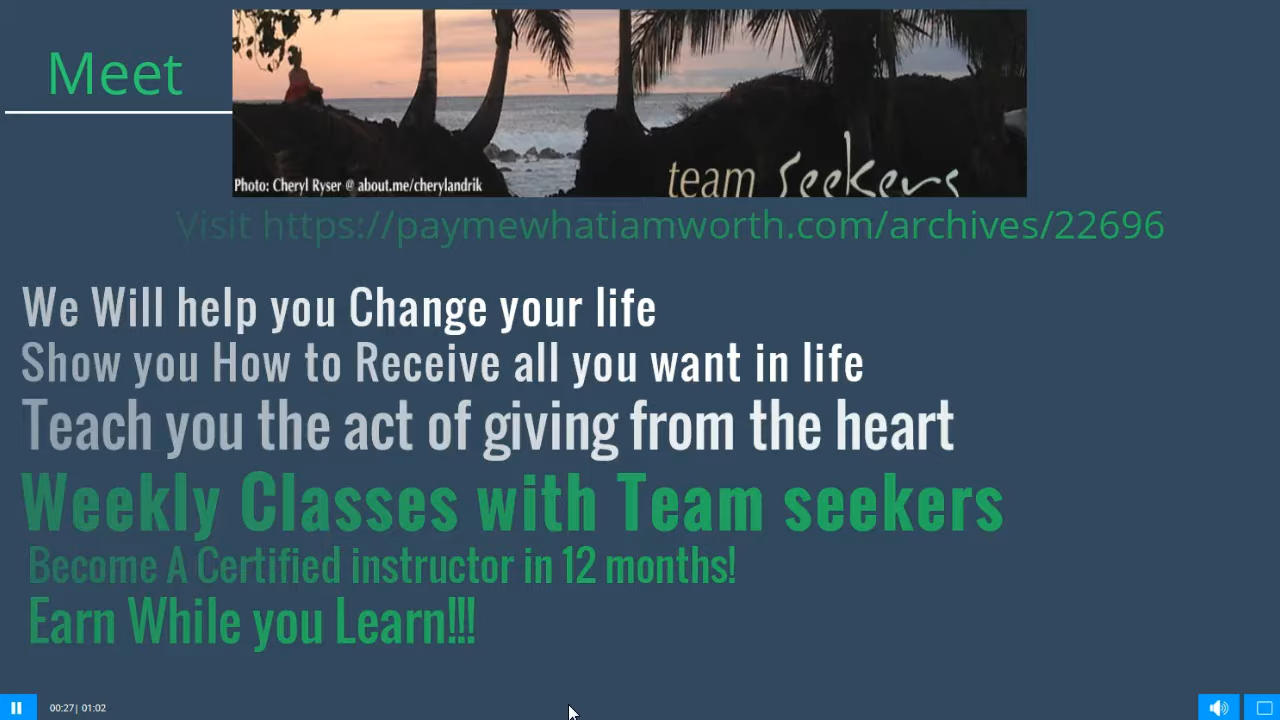 Meet
Photo: Cheryl Ryser @ about.me/cherylandrik
team seekers
Visit https://paymewhatiamworth.com/archives/22696
We Will help you Change your life
Show you How to Receive all you want in life
Teach you the act of giving from the heart
Weekly Classes with Team seekers
Become A Certified instructor in 12 months!
Earn While you Learn!!!
00:27| 01:02